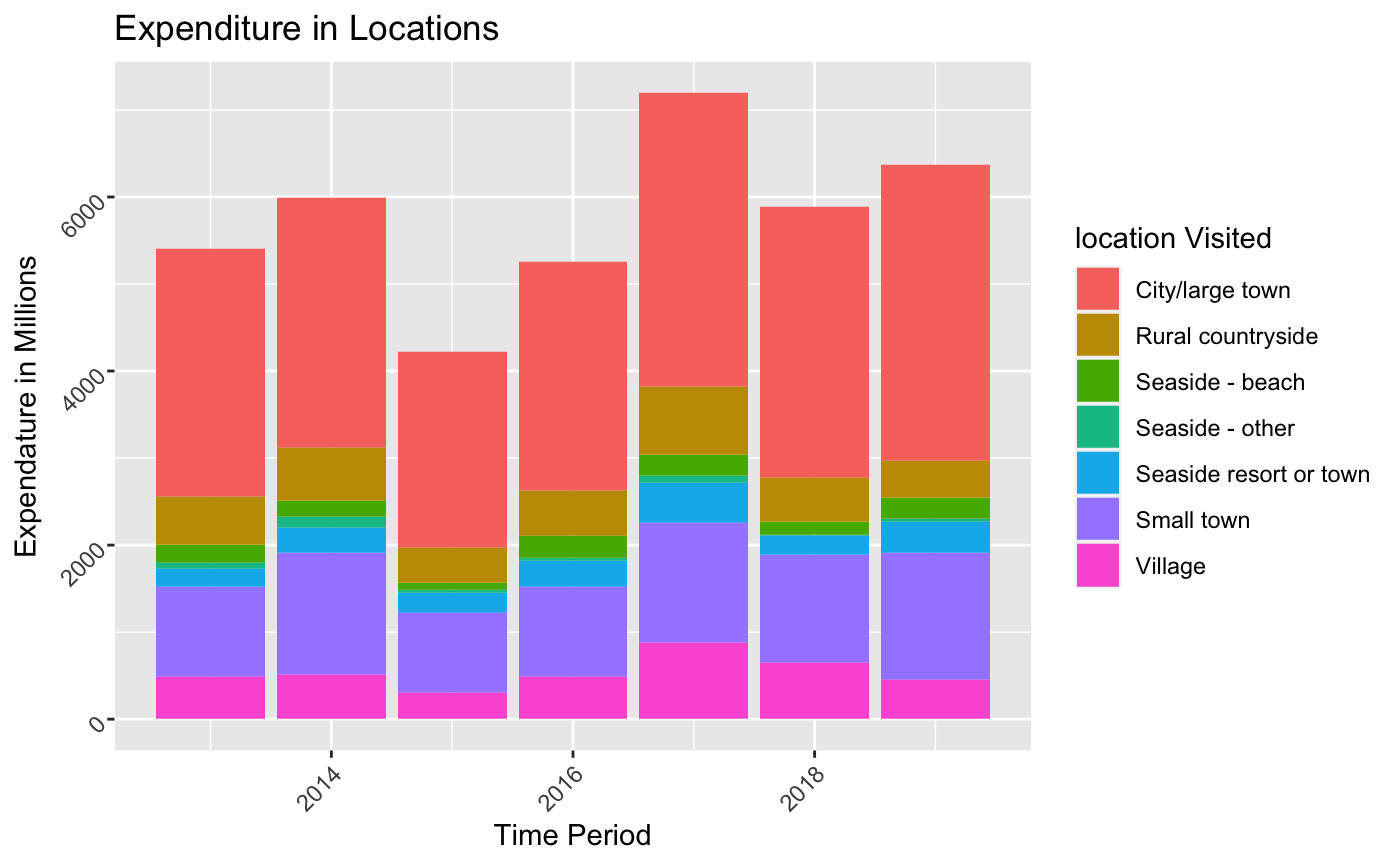 Expenditure in Locations
Expendature in Millions
6000
4000
2000
0
2014
2016
2018
Time Period
location Visited
City/large town
Rural countryside
Seaside - beach
Seaside - other
Seaside resort or town
Small town
Village